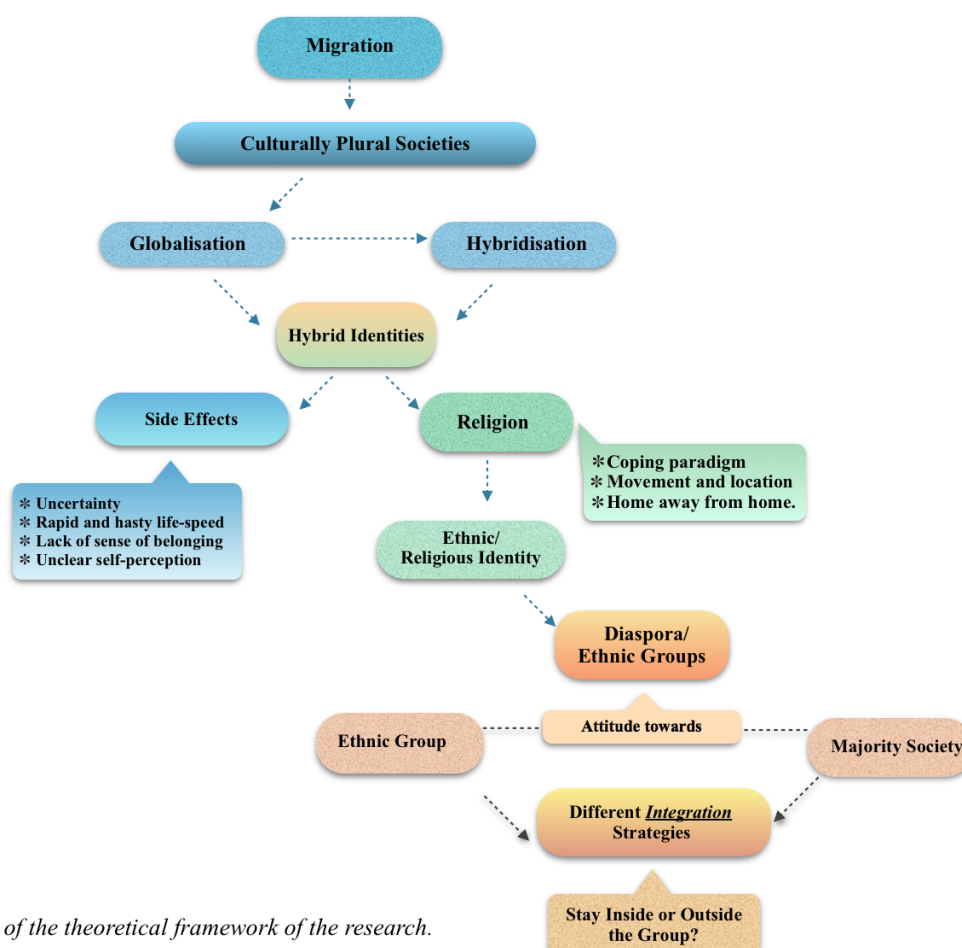 Migration
Culturally Plural Societies
Globalisation
Hybridisation
Hybrid Identities
Side Effects
Religion
* Coping paradigm
* Movement and location
* Home away from home.
* Uncertainty
* Rapid and hasty life-speed
* Lack of sense of belonging
* Unclear self-perception
Ethnic/
Religious Identity
Diaspora/
Ethnic Groups
Attitude towards
Ethnic Group
Majority Society
Different Integration
Strategies
Stay Inside or Outside
the Group?
of the theoretical framework of the research.